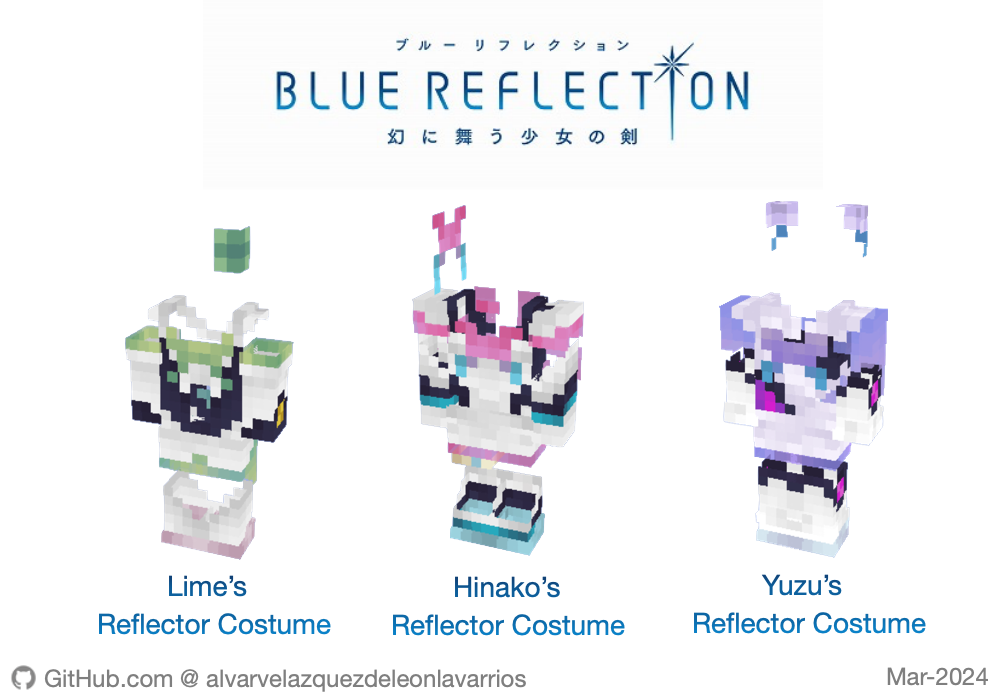 ブルー リフレクション
BLUE REFLECTION
幻に舞う少女の剣
Lime’s
Reflector Costume
Hinako’s
Reflector Costume
Yuzu’s
Reflector Costume
GitHub.com @ alvarvelazquezdeleonlavarrios
Mar-2024